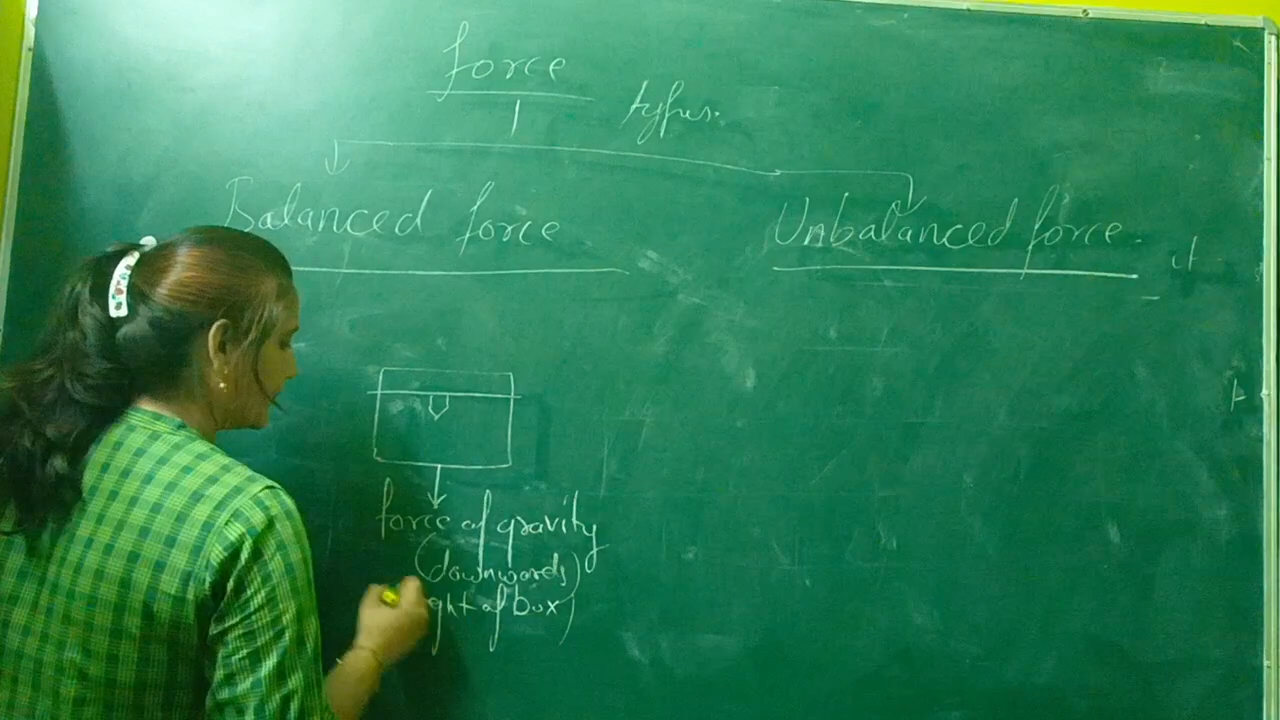 force
types.
Balanced force
Unbalanced force.
force of gravity
(downwards)
ght of box)